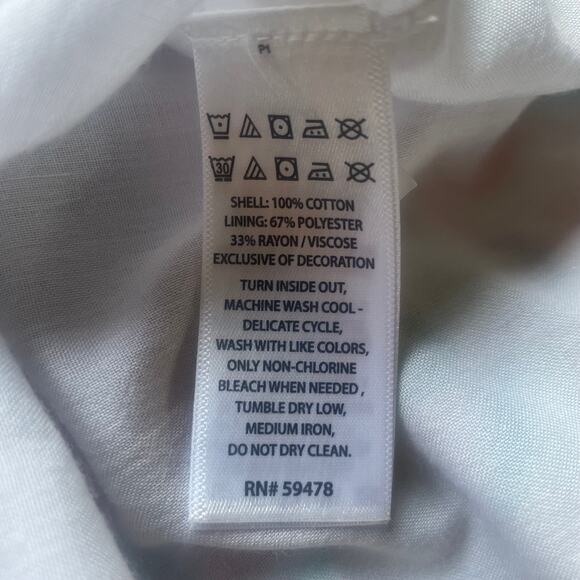 PI
30
SHELL: 100% COTTON
LINING: 67% POLYESTER
33% RAYON / VISCOSE
EXCLUSIVE OF DECORATION
TURN INSIDE OUT,
MACHINE WASH COOL -
DELICATE CYCLE,
WASH WITH LIKE COLORS,
ONLY NON-CHLORINE
BLEACH WHEN NEEDED ,
TUMBLE DRY LOW,
MEDIUM IRON,
DO NOT DRY CLEAN.
RN# 59478